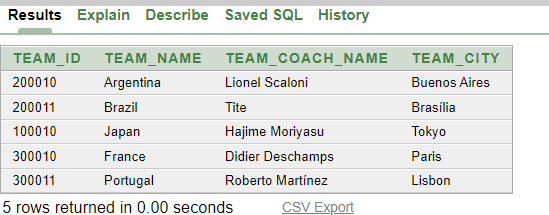 Results Explain Describe Saved SQL History
TEAM_ID TEAM_NAME TEAM_COACH_NAME TEAM_CITY
200010 Argentina Lionel Scaloni Buenos Aires
200011 Brazil Tite Brasília
100010 Japan Hajime Moriyasu Tokyo
300010 France Didier Deschamps Paris
300011 Portugal Roberto Martínez Lisbon
5 rows returned in 0.00 seconds CSV Export